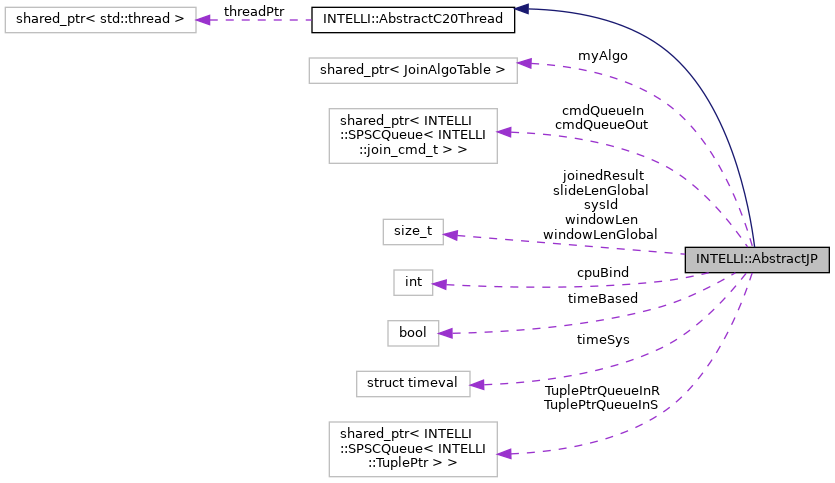 shared_ptr< std::thread >
threadPtr
INTELLI::AbstractC20Thread
myAlgo
shared_ptr< JoinAlgoTable >
cmdQueueIn
cmdQueueOut
shared_ptr< INTELLI
::SPSCQueue< INTELLI
::join_cmd_t > >
joinedResult
slideLenGlobal
sysId
windowLen
windowLenGlobal
size_t
INTELLI::AbstractJP
cpuBind
int
timeBased
bool
timeSys
struct timeval
TuplePtrQueueInR
TuplePtrQueueInS
shared_ptr< INTELLI
::SPSCQueue< INTELLI
::TuplePtr > >